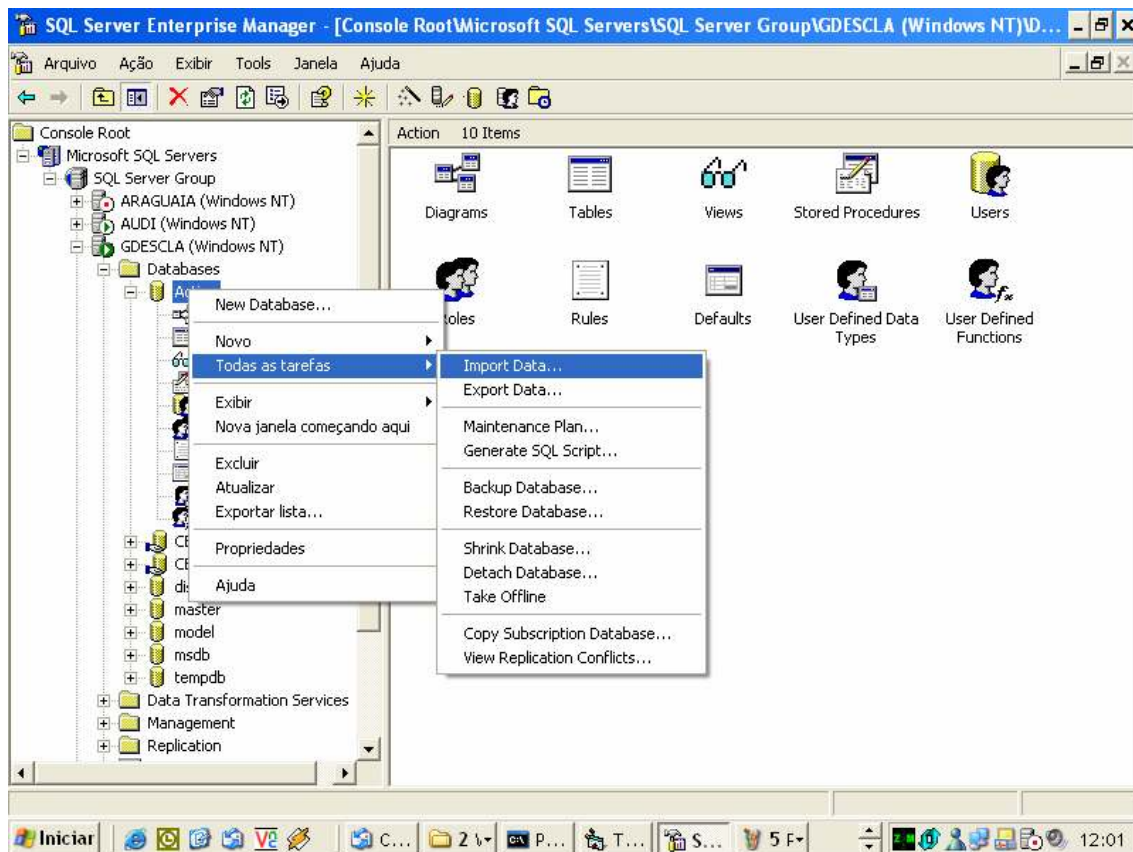 SQL Server Enterprise Manager - [Console Root\Microsoft SQL Servers\SQL Server Group\GDESCLA (Windows NT)\D...
Arquivo Ação Exibir Tools Janela Ajuda
Console Root
Microsoft SQL Servers
SQL Server Group
ARAGUAIA (Windows NT)
AUDI (Windows NT)
GDESCLA (Windows NT)
Databases
master
model
msdb
tempdb
Data Transformation Services
Management
Replication
New Database...
Novo
Todas as tarefas
Exibir
Nova janela começando aqui
Excluir
Atualizar
Exportar lista...
Propriedades
Ajuda
Import Data...
Export Data...
Maintenance Plan...
Generate SQL Script...
Backup Database...
Restore Database...
Shrink Database...
Detach Database...
Take Offline
Copy Subscription Database...
View Replication Conflicts...
Action 10 Items
Diagrams Tables Views Stored Procedures Users
Rules Defaults User Defined Data Types User Defined Functions
Iniciar C... 2 P... T... S... 5 12:01